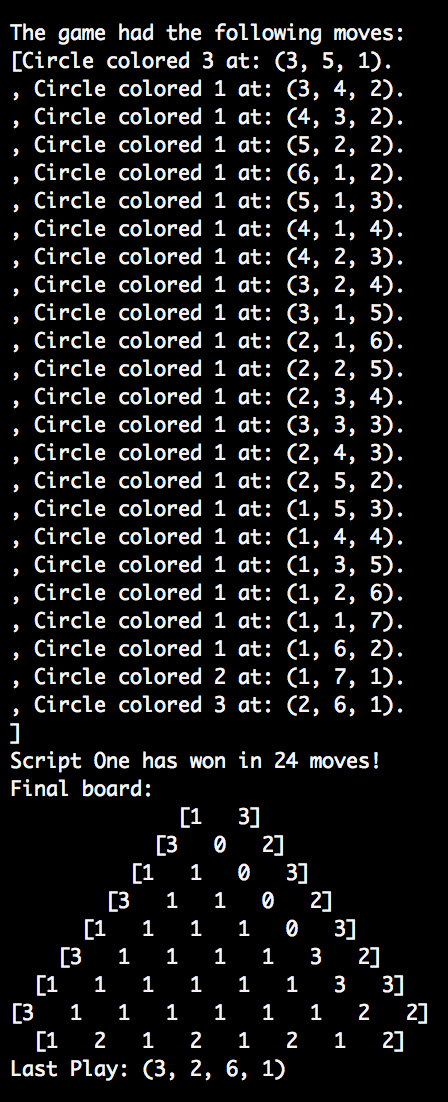 The game had the following moves:
[Circle colored 3 at: (3, 5, 1).
, Circle colored 1 at: (3, 4, 2).
, Circle colored 1 at: (4, 3, 2).
, Circle colored 1 at: (5, 2, 2).
, Circle colored 1 at: (6, 1, 2).
, Circle colored 1 at: (5, 1, 3).
, Circle colored 1 at: (4, 1, 4).
, Circle colored 1 at: (4, 2, 3).
, Circle colored 1 at: (3, 2, 4).
, Circle colored 1 at: (3, 1, 5).
, Circle colored 1 at: (2, 1, 6).
, Circle colored 1 at: (2, 2, 5).
, Circle colored 1 at: (2, 3, 4).
, Circle colored 1 at: (3, 3, 3).
, Circle colored 1 at: (2, 4, 3).
, Circle colored 1 at: (2, 5, 2).
, Circle colored 1 at: (1, 5, 3).
, Circle colored 1 at: (1, 4, 4).
, Circle colored 1 at: (1, 3, 5).
, Circle colored 1 at: (1, 2, 6).
, Circle colored 1 at: (1, 1, 7).
, Circle colored 1 at: (1, 6, 2).
, Circle colored 2 at: (1, 7, 1).
, Circle colored 3 at: (2, 6, 1).
]
Script One has won in 24 moves!
Final board:
[1 3]
[3 0 2]
[1 1 0 3]
[3 1 1 0 2]
[1 1 1 1 0 3]
[3 1 1 1 1 3 2]
[1 1 1 1 1 1 3 3]
[3 1 1 1 1 1 1 2 2]
[1 2 1 2 1 2 1 2]
Last Play: (3, 2, 6, 1)